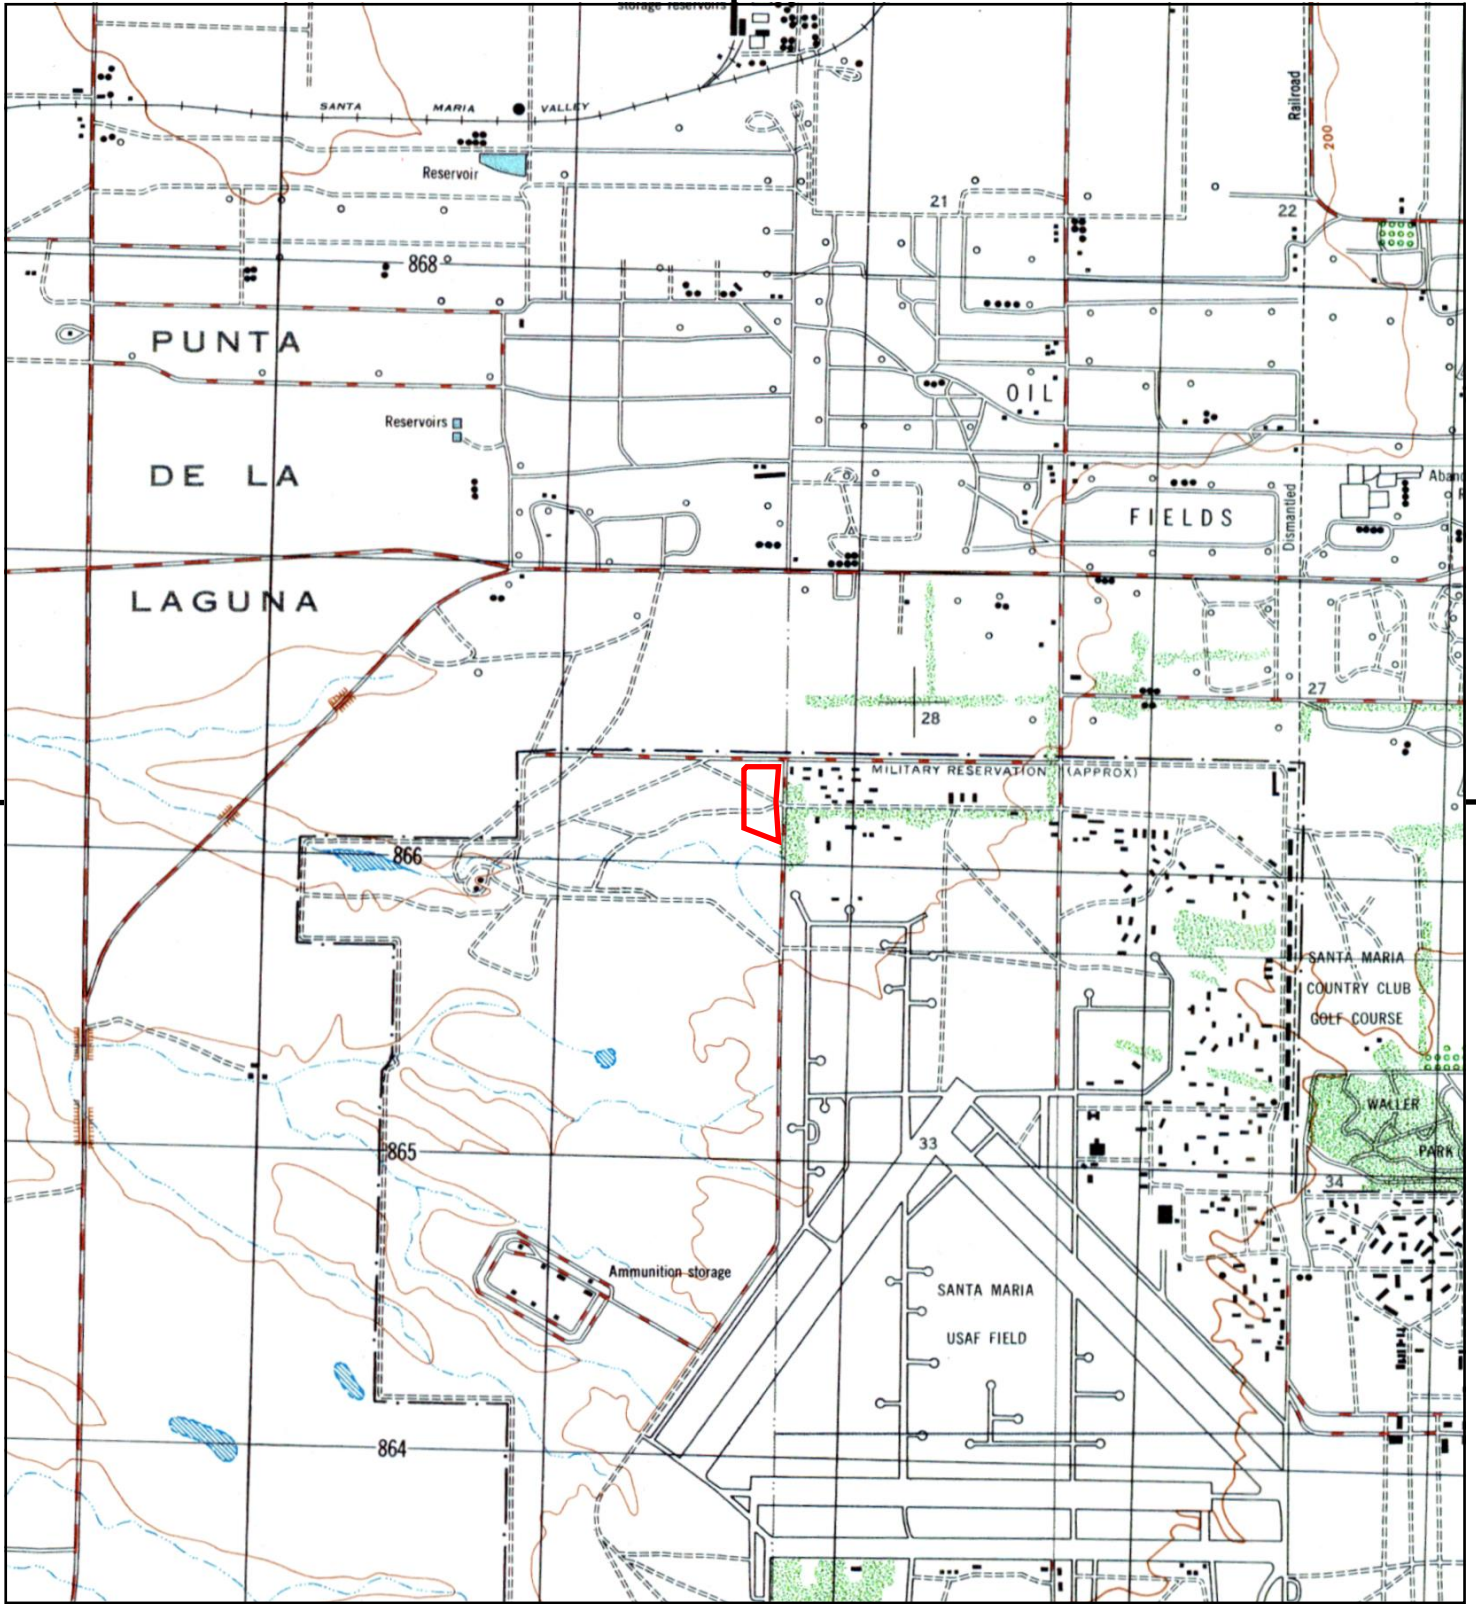 storage reservoirs
SANTA MARIA VALLEY
Railroad
200
Reservoir
21
22
868
PUNTA
OIL
Reservoirs
DE LA
FIELDS
Dismantled
LAGUNA
27
28
MILITARY RESERVATION (APPROX)
866
SANTA MARIA
COUNTRY CLUB
GOLF COURSE
WALLER
PARK
865
33
34
Ammunition storage
SANTA MARIA
USAF FIELD
864